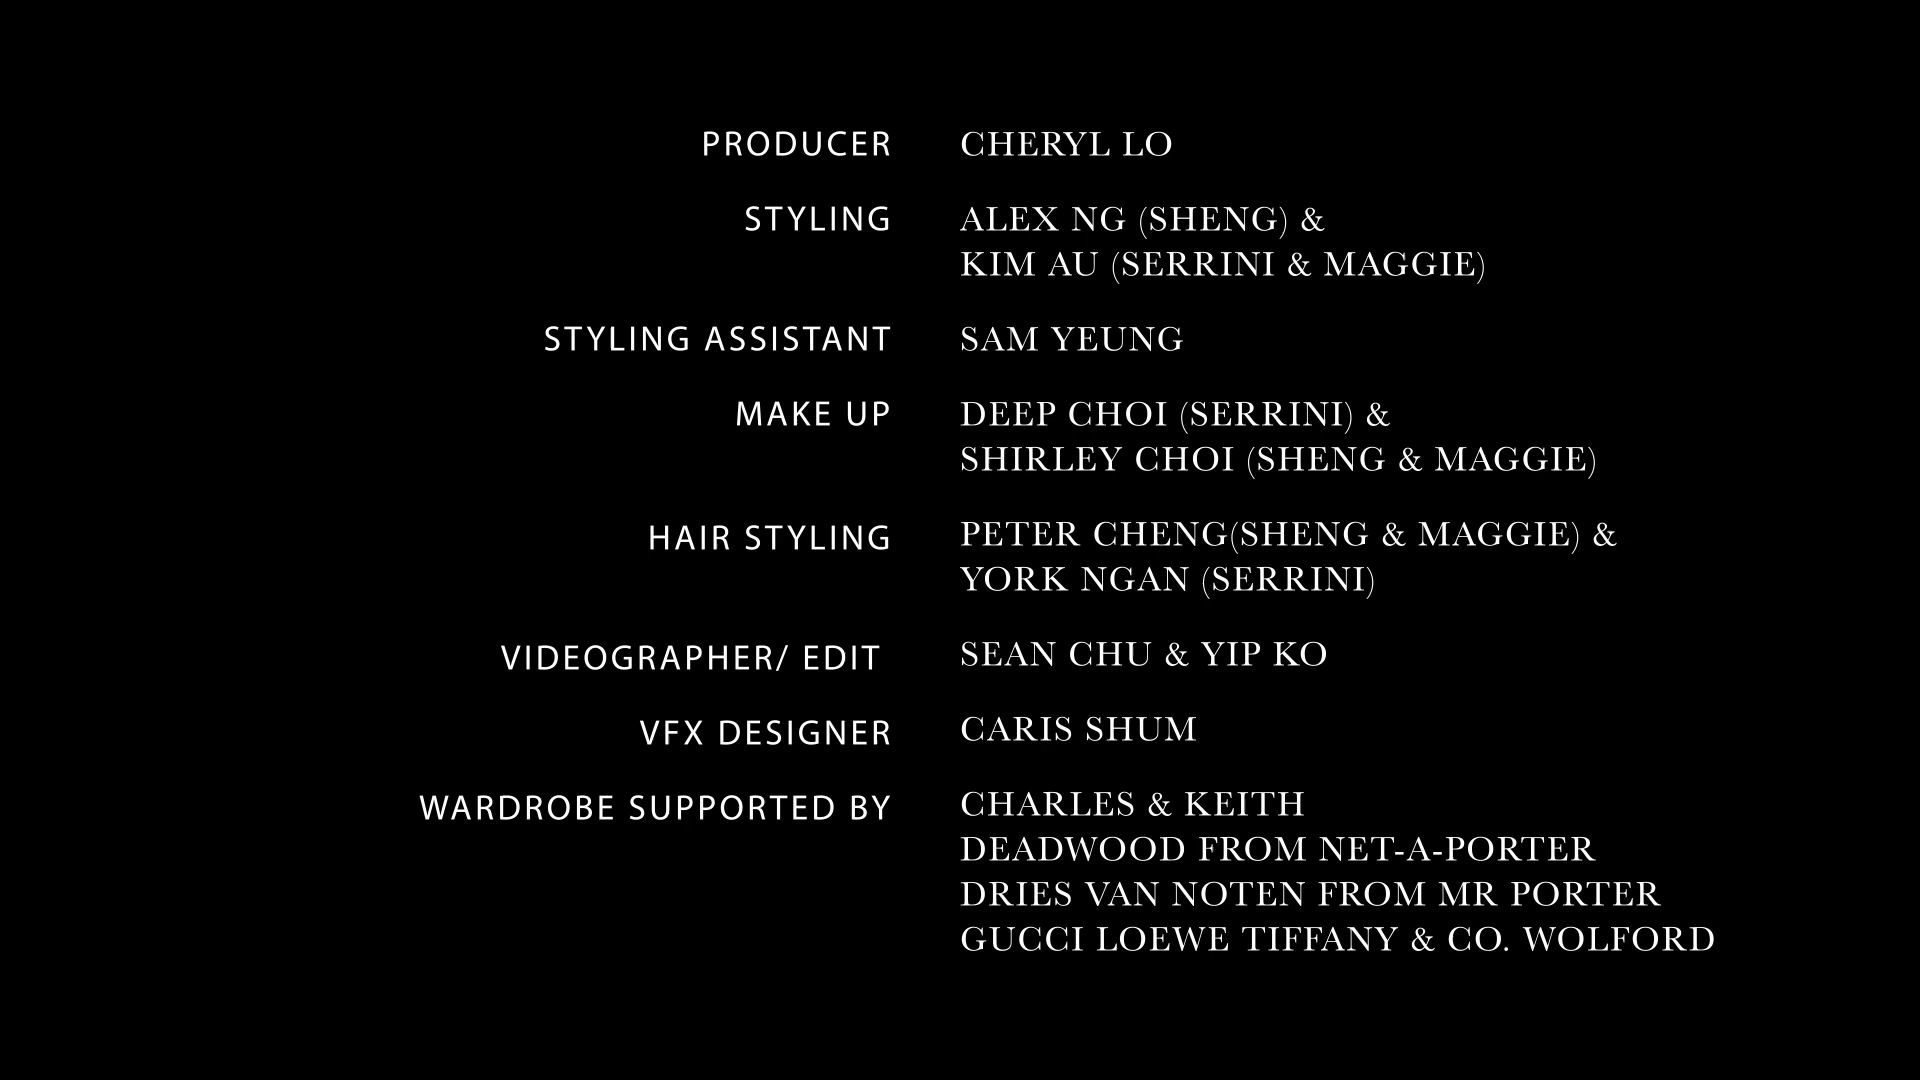 PRODUCER CHERYL LO
STYLING ALEX NG (SHENG) &
KIM AU (SERRINI & MAGGIE)
STYLING ASSISTANT SAM YEUNG
MAKE UP DEEP CHOI (SERRINI) &
SHIRLEY CHOI (SHENG & MAGGIE)
HAIR STYLING PETER CHENG(SHENG & MAGGIE) &
YORK NGAN (SERRINI)
VIDEOGRAPHER/ EDIT SEAN CHU & YIP KO
VFX DESIGNER CARIS SHUM
WARDROBE SUPPORTED BY CHARLES & KEITH
DEADWOOD FROM NET-A-PORTER
DRIES VAN NOTEN FROM MR PORTER
GUCCI LOEWE TIFFANY & CO. WOLFORD